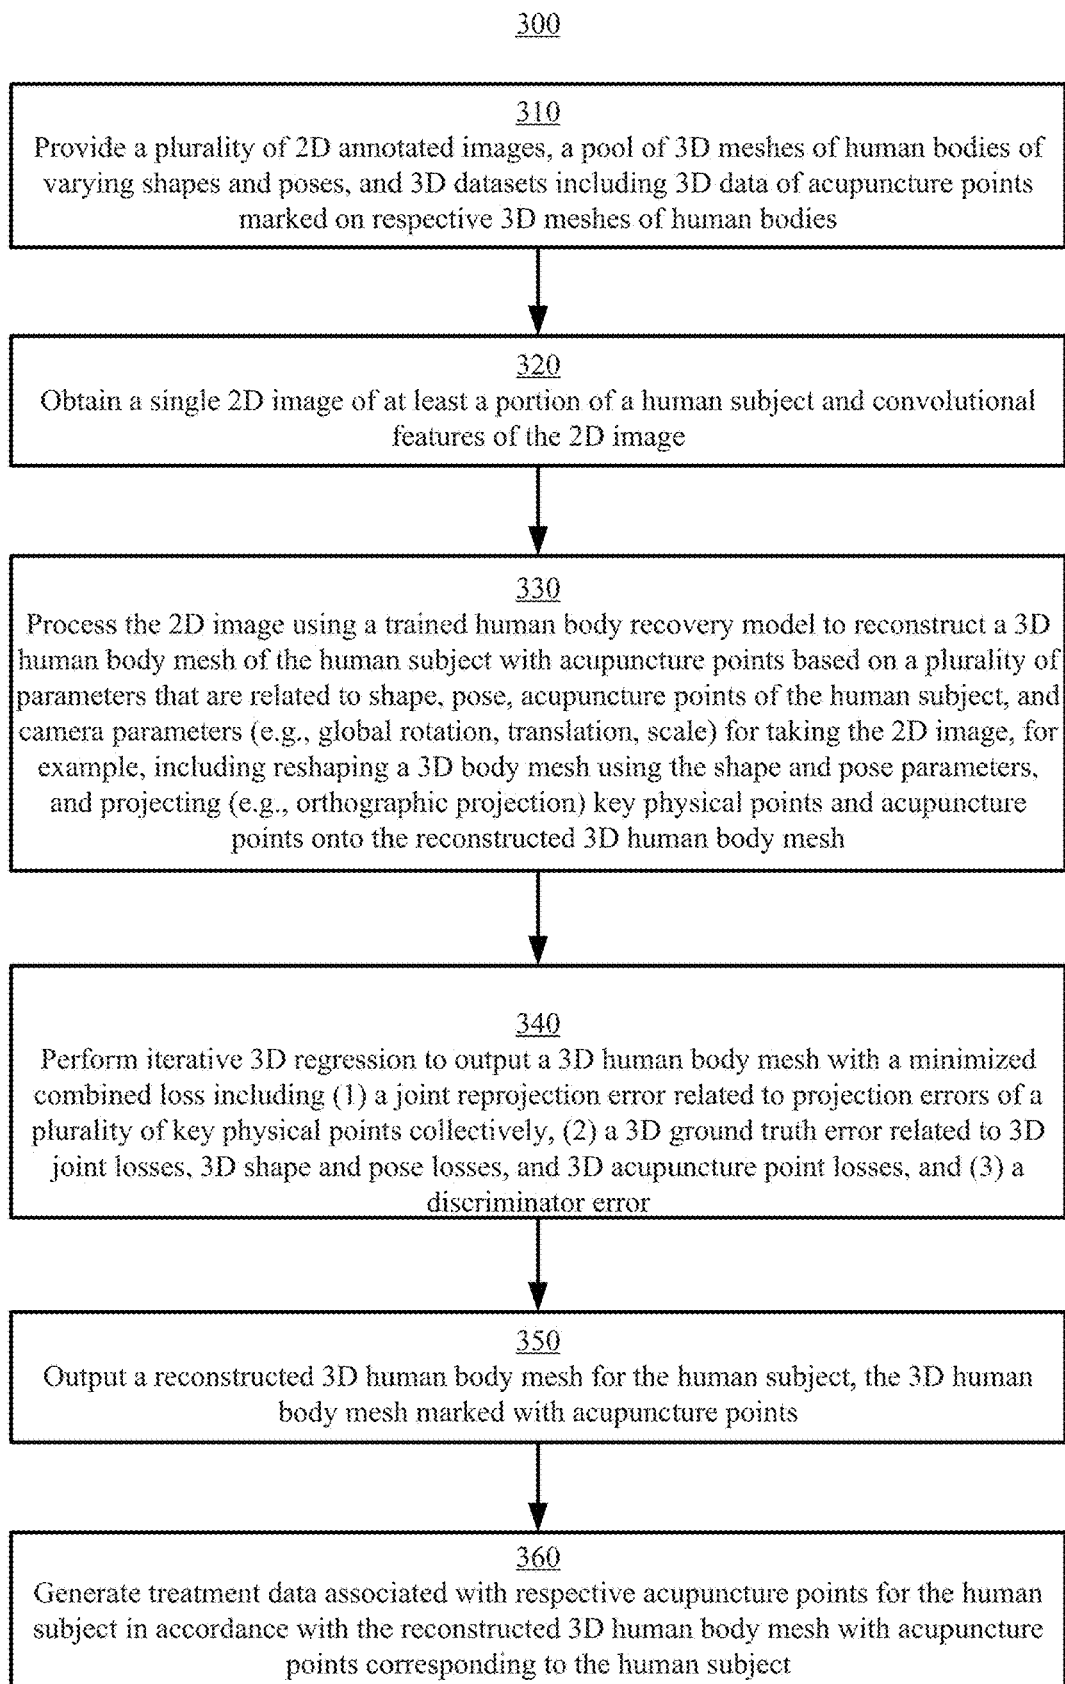 300
310
Provide a plurality of 2D annotated images, a pool of 3D meshes of human bodies of
varying shapes and poses, and 3D datasets including 3D data of acupuncture points
marked on respective 3D meshes of human bodies
320
Obtain a single 2D image of at least a portion of a human subject and convolutional
features of the 2D image
330
Process the 2D image using a trained human body recovery model to reconstruct a 3D
human body mesh of the human subject with acupuncture points based on a plurality of
parameters that are related to shape, pose, acupuncture points of the human subject, and
camera parameters (e.g., global rotation, translation, scale) for taking the 2D image, for
example, including reshaping a 3D body mesh using the shape and pose parameters,
and projecting (e.g., orthographic projection) key physical points and acupuncture
points onto the reconstructed 3D human body mesh
340
Perform iterative 3D regression to output a 3D human body mesh with a minimized
combined loss including (1) a joint reprojection error related to projection errors of a
plurality of key physical points collectively, (2) a 3D ground truth error related to 3D
joint losses, 3D shape and pose losses, and 3D acupuncture point losses, and (3) a
discriminator error
350
Output a reconstructed 3D human body mesh for the human subject, the 3D human
body mesh marked with acupuncture points
360
Generate treatment data associated with respective acupuncture points for the human
subject in accordance with the reconstructed 3D human body mesh with acupuncture
points corresponding to the human subject